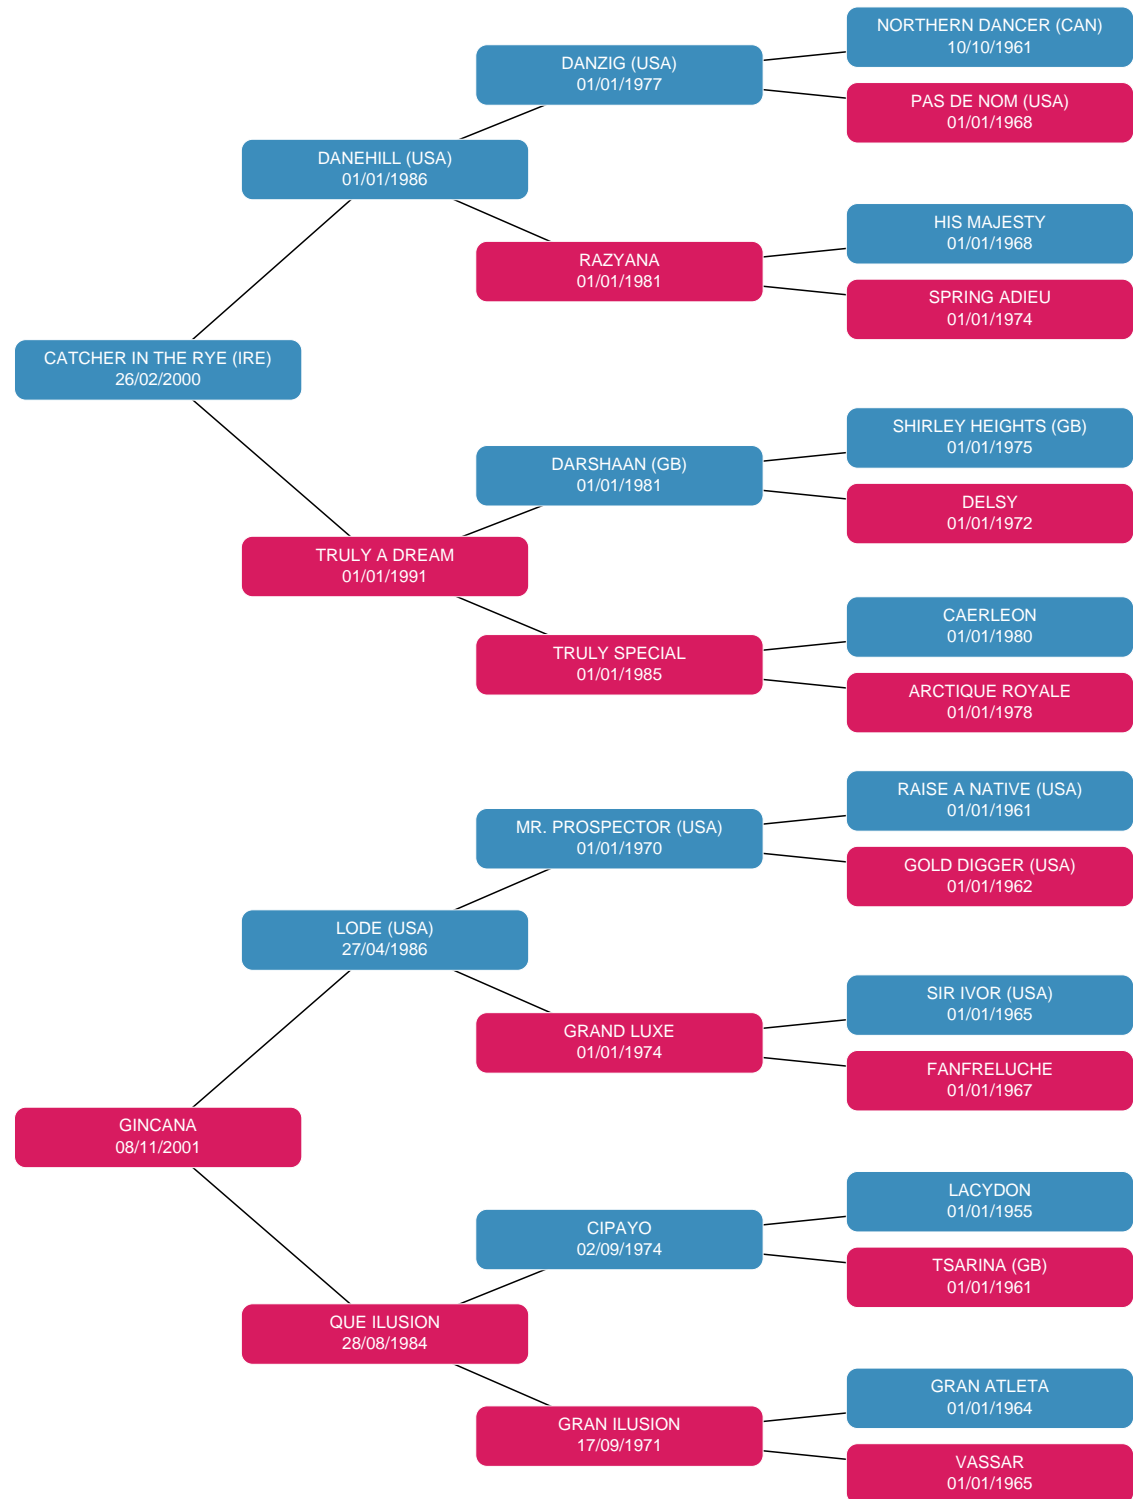 NORTHERN DANCER (CAN)
10/10/1961
DANZIG (USA)
01/01/1977
PAS DE NOM (USA)
01/01/1968
DANEHILL (USA)
01/01/1986
HIS MAJESTY
01/01/1968
RAZYANA
01/01/1981
SPRING ADIEU
01/01/1974
CATCHER IN THE RYE (IRE)
26/02/2000
SHIRLEY HEIGHTS (GB)
01/01/1975
DARSHAAN (GB)
01/01/1981
DELSY
01/01/1972
TRULY A DREAM
01/01/1991
CAERLEON
01/01/1980
TRULY SPECIAL
01/01/1985
ARCTIQUE ROYALE
01/01/1978
RAISE A NATIVE (USA)
01/01/1961
MR. PROSPECTOR (USA)
01/01/1970
GOLD DIGGER (USA)
01/01/1962
LODE (USA)
27/04/1986
SIR IVOR (USA)
01/01/1965
GRAND LUXE
01/01/1974
FANFRELUCHE
01/01/1967
GINCANA
08/11/2001
LACYDON
01/01/1955
CIPAYO
02/09/1974
TSARINA (GB)
01/01/1961
QUE ILUSION
28/08/1984
GRAN ATLETA
01/01/1964
GRAN ILUSION
17/09/1971
VASSAR
01/01/1965